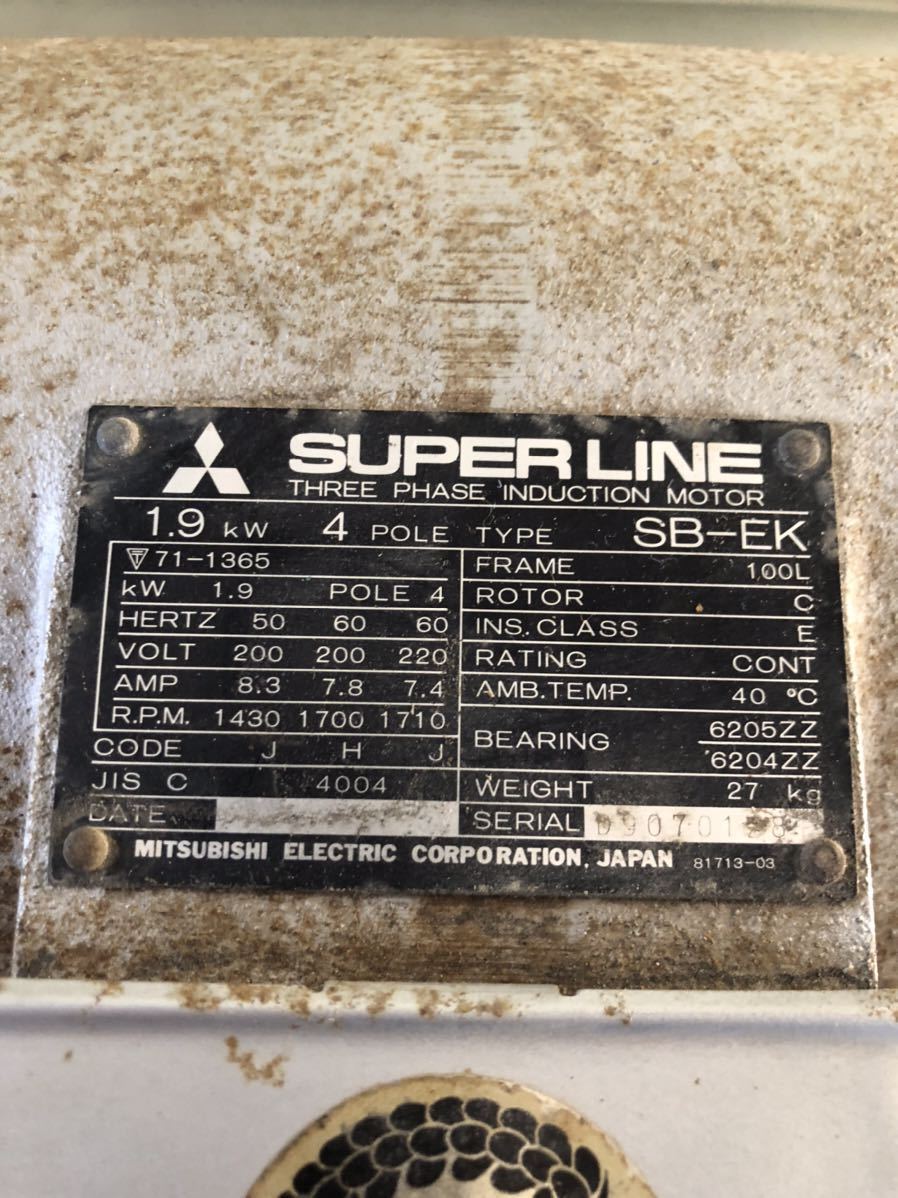 SUPER LINE
THREE PHASE INDUCTION MOTOR
1.9 kW 4 POLE TYPE SB-EK
71-1365
kW 1.9 POLE 4
HERTZ 50 60 60
VOLT 200 200 220
AMP 8.3 7.8 7.4
R.P.M. 1430 1700 1710
CODE J H J
JIS C 4004
DATE
FRAME 100L
ROTOR C
INS. CLASS E
RATING CONT
AMB. TEMP. 40 °C
BEARING 6205ZZ
6204ZZ
WEIGHT 27 kg
SERIAL
MITSUBISHI ELECTRIC CORPORATION, JAPAN 81713-03